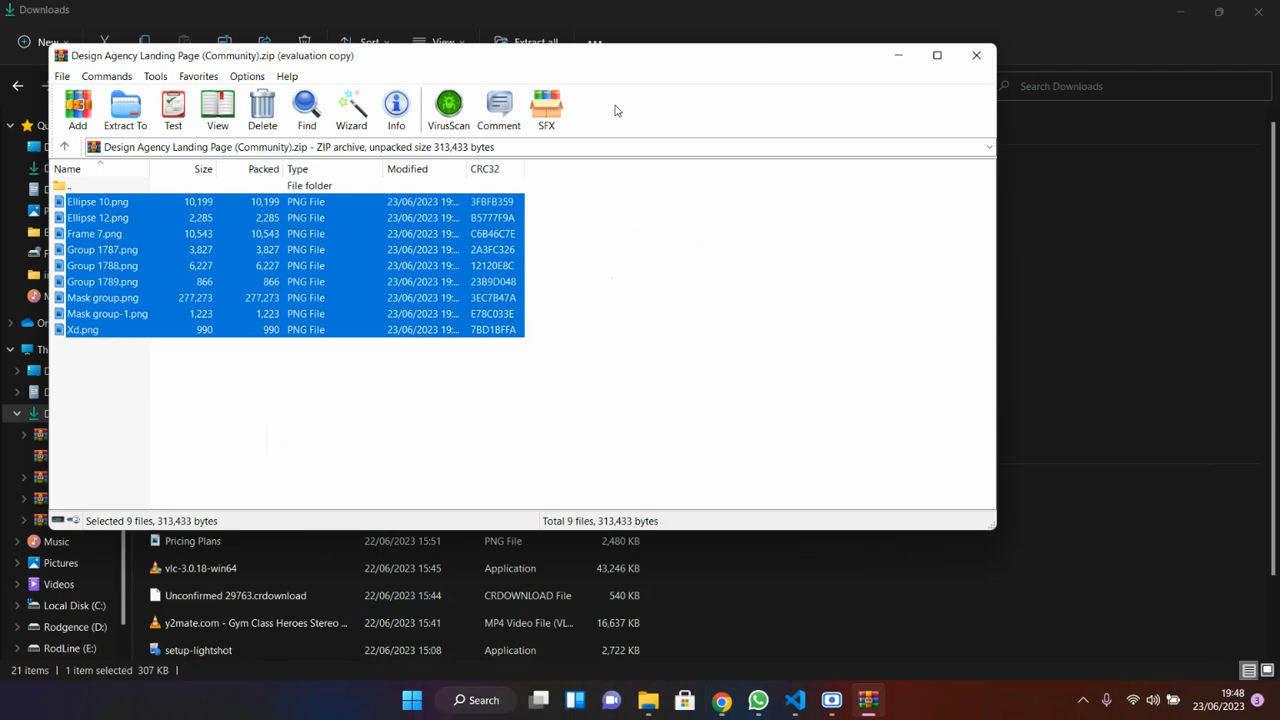 Downloads
New
Sort
View
Extract all
Design Agency Landing Page (Community).zip (evaluation copy)
File Commands Tools Favorites Options Help
Search Downloads
Add Extract To Test View Delete Find Wizard Info VirusScan Comment SFX
Design Agency Landing Page (Community).zip - ZIP archive, unpacked size 313,433 bytes
Name Size Packed Type Modified CRC32
.. File folder
Ellipse 10.png 10,199 10,199 PNG File 23/06/2023 19:... 3FBFB359
Ellipse 12.png 2,285 2,285 PNG File 23/06/2023 19:... B5777F9A
Frame 7.png 10,543 10,543 PNG File 23/06/2023 19:... C6B46C7E
Group 1787.png 3,827 3,827 PNG File 23/06/2023 19:... 2A3FC326
Group 1788.png 6,227 6,227 PNG File 23/06/2023 19:... 12120E8C
Group 1789.png 866 866 PNG File 23/06/2023 19:... 23B9D048
Mask group.png 277,273 277,273 PNG File 23/06/2023 19:... 3EC7B47A
Mask group-1.png 1,223 1,223 PNG File 23/06/2023 19:... E78C033E
Xd.png 990 990 PNG File 23/06/2023 19:... 7BD1BFFA
Selected 9 files, 313,433 bytes Total 9 files, 313,433 bytes
Music
Pictures
Videos
Local Disk (C:)
Rodgence (D:)
RodLine (E:)
Pricing Plans 22/06/2023 15:51 PNG File 2,480 KB
vlc-3.0.18-win64 22/06/2023 15:45 Application 43,246 KB
Unconfirmed 29763.crdownload 22/06/2023 15:44 CRDOWNLOAD File 540 KB
y2mate.com - Gym Class Heroes Stereo ... 22/06/2023 15:41 MP4 Video File (VL... 16,637 KB
setup-lightshot 22/06/2023 15:08 Application 2,722 KB
21 items 1 item selected 307 KB
Search
19:48
23/06/2023
3